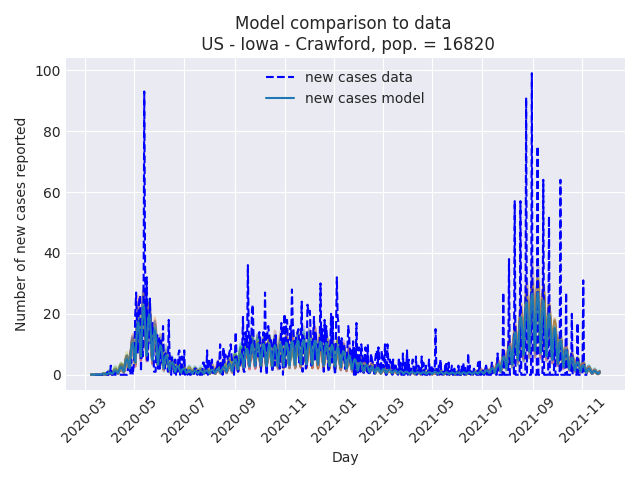 Model comparison to data
US - Iowa - Crawford, pop. = 16820
new cases data
new cases model
Number of new cases reported
100
80
60
40
20
0
2020-03
2020-05
2020-07
2020-09
2020-11
2021-01
2021-03
2021-05
2021-07
2021-09
2021-11
Day